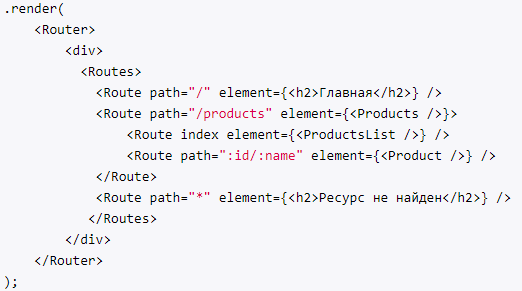 .render(
    <Router>
        <div>
          <Routes>
            <Route path="/" element={<h2>Главная</h2>} />
            <Route path="/products" element={<Products />}>
                <Route index element={<ProductsList />} />
                <Route path=":id/:name" element={<Product />} />
            </Route>
            <Route path="*" element={<h2>Ресурс не найден</h2>} />
           </Routes>
        </div>
    </Router>
);